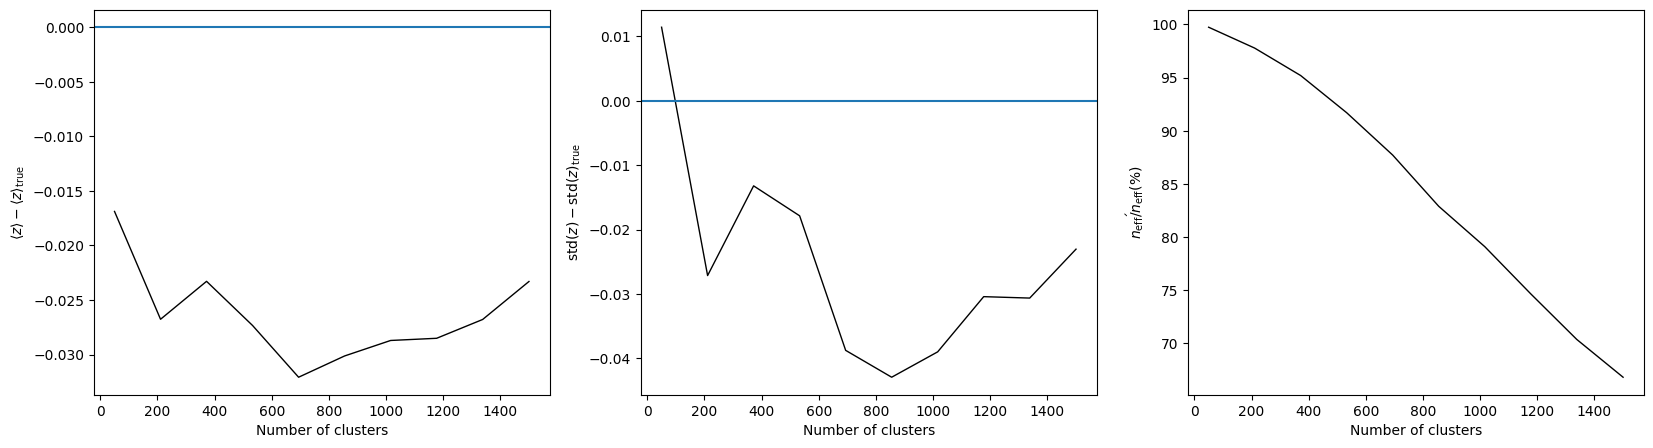 0.000
−0.005
−0.010
−0.015
−0.020
−0.025
−0.030
⟨z⟩ − ⟨z⟩true
0 200 400 600 800 1000 1200 1400
Number of clusters
0.01
0.00
−0.01
−0.02
−0.03
−0.04
std(z) − std(z)true
0 200 400 600 800 1000 1200 1400
Number of clusters
100
95
90
85
80
75
70
n′eff/neff(%)
0 200 400 600 800 1000 1200 1400
Number of clusters